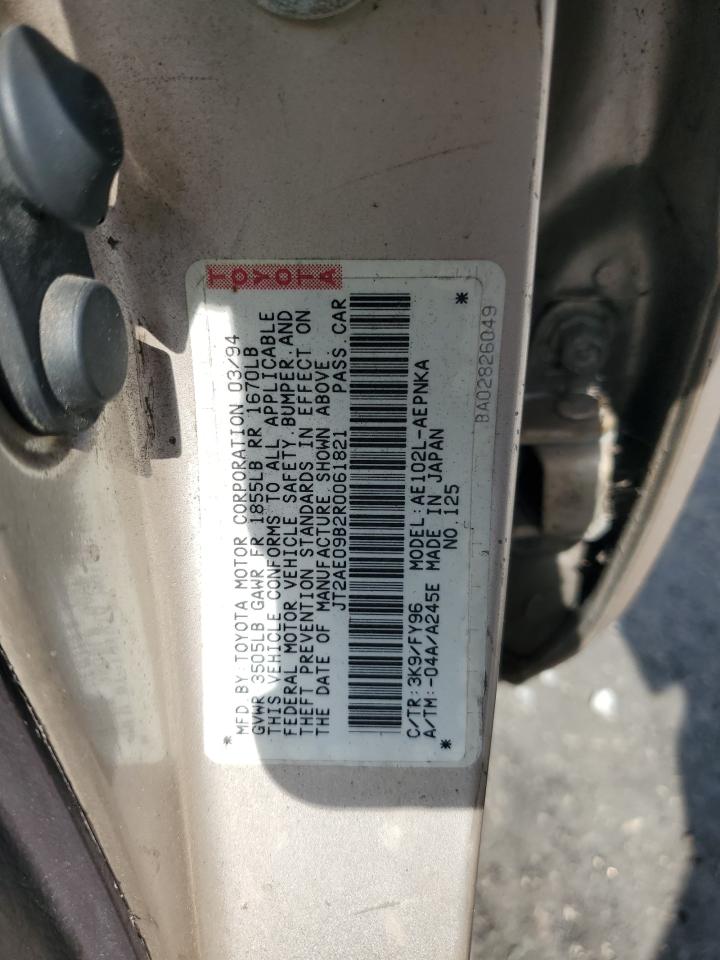 TOYOTA
* MFD.BY:TOYOTA MOTOR CORPORATION 03/94
GVWR 3505LB GAWR FR 1855LB RR 1670LB
THIS VEHICLE CONFORMS TO ALL APPLICABLE
FEDERAL MOTOR VEHICLE SAFETY,BUMPER,AND
THEFT PREVENTION STANDARDS IN EFFECT ON
THE DATE OF MANUFACTURE SHOWN ABOVE
JT2AE09B2R0061821 PASS.CAR
C/TR:3K9/FY96 MODEL:AE102L-AEPNKA
A/TM:-04A/A245E MADE IN JAPAN
* NO.125 *
BA02826049